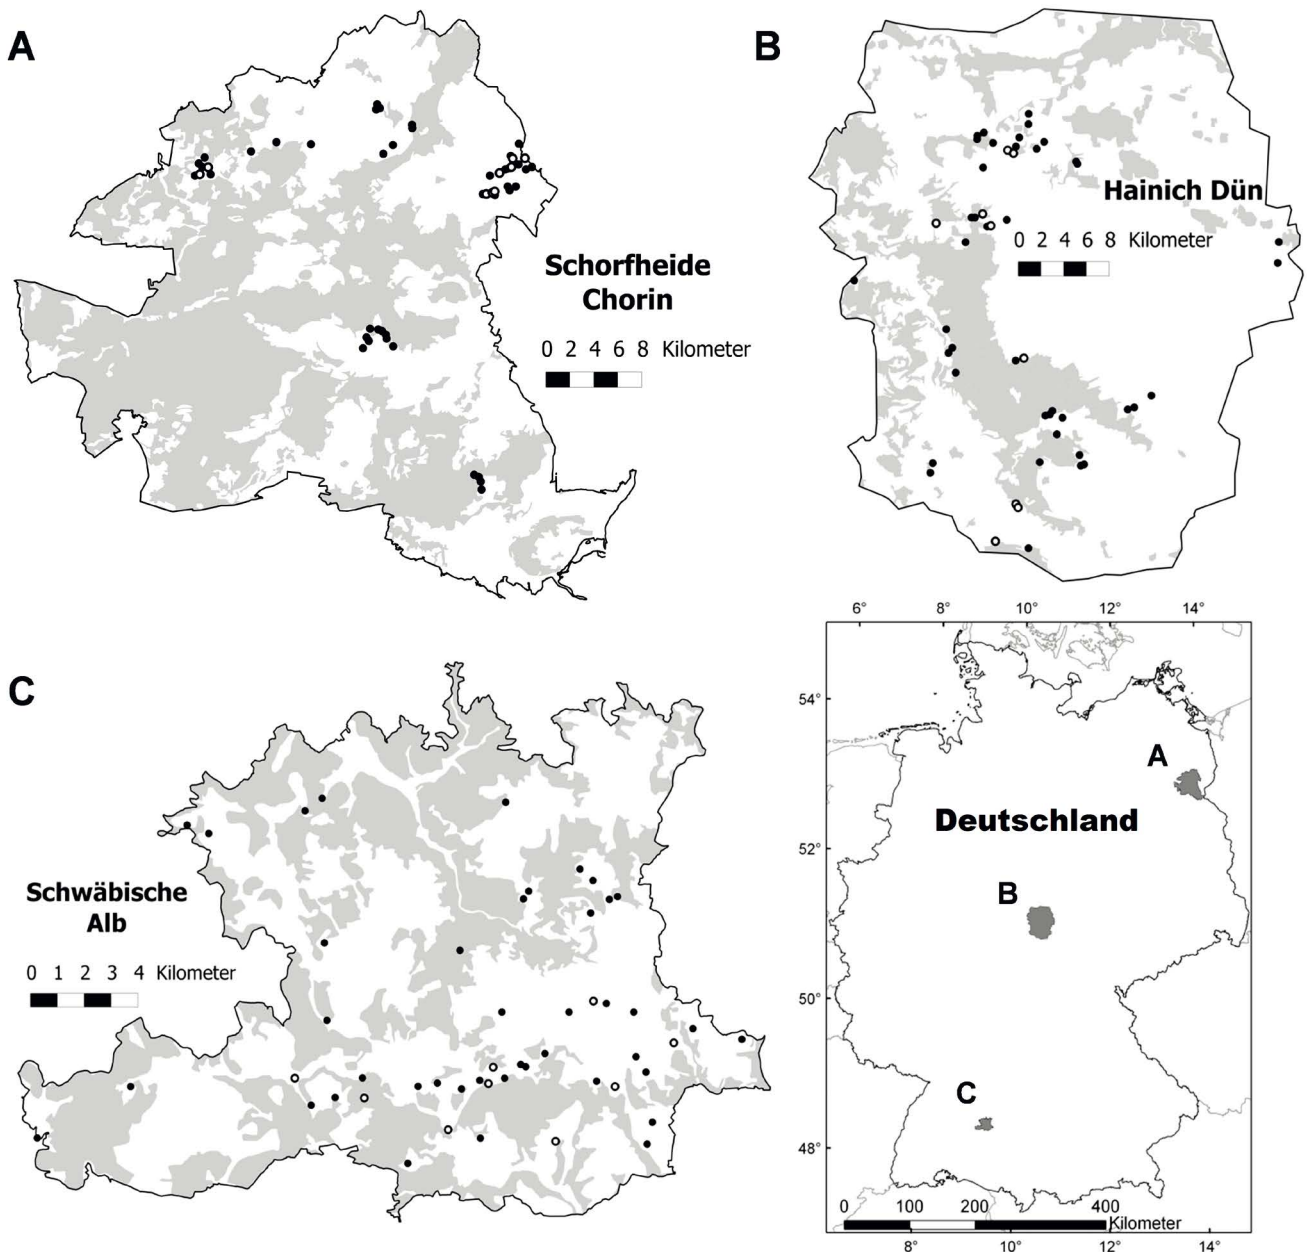 A
B
Hainich Dün
0 2 4 6 8 Kilometer
Schorfheide
Chorin
0 2 4 6 8 Kilometer
C
Schwäbische
Alb
0 1 2 3 4 Kilometer
6° 8° 10° 12° 14°
54°
A
Deutschland
52°
B
50°
C
48°
0 100 200 400
Kilometer
8° 10° 12° 14°